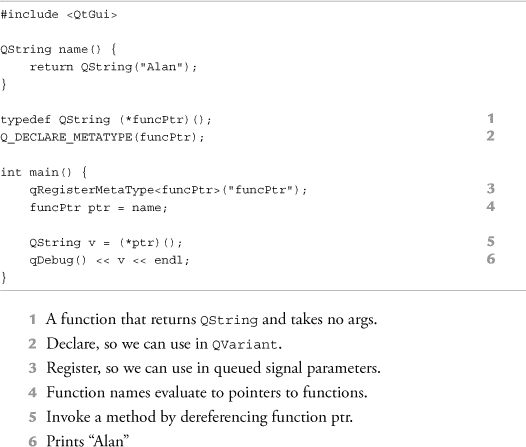 #include <QtGui>
QString name() {
    return QString("Alan");
}
typedef QString (*funcPtr)(); 1
Q_DECLARE_METATYPE(funcPtr); 2
int main() {
    qRegisterMetaType<funcPtr>("funcPtr"); 3
    funcPtr ptr = name; 4
    QString v = (*ptr)(); 5
    qDebug() << v << endl; 6
}
1 A function that returns QString and takes no args.
2 Declare, so we can use in QVariant.
3 Register, so we can use in queued signal parameters.
4 Function names evaluate to pointers to functions.
5 Invoke a method by dereferencing function ptr.
6 Prints “Alan”